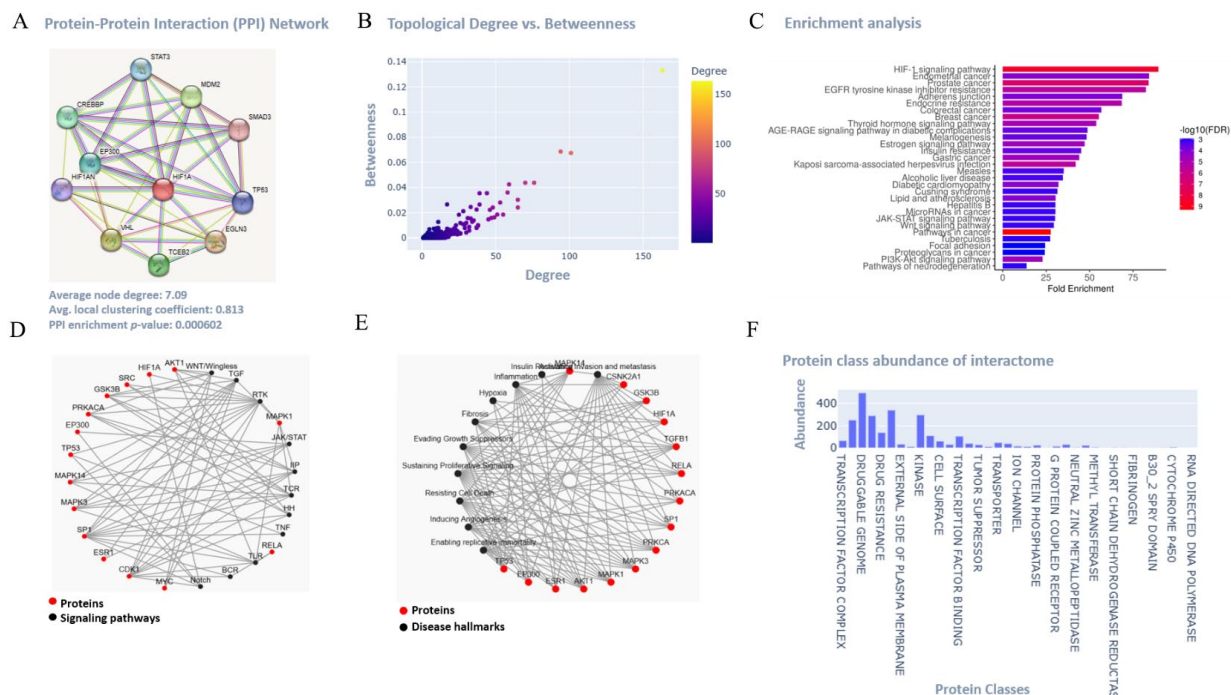 A Protein-Protein Interaction (PPI) Network
STAT3
MDM2
CREBBP
SMAD3
EP300
HIF1AN
HIF1A
TP53
VHL
EGLN3
TCEB2
Average node degree: 7.09
Avg. local clustering coefficient: 0.813
PPI enrichment p-value: 0.000602
B Topological Degree vs. Betweenness
Betweenness
0.14
0.12
0.1
0.08
0.06
0.04
0.02
0
0 50 100 150
Degree
Degree
150
100
50
C Enrichment analysis
HIF-1 signaling pathway
Endometrial cancer
Prostate cancer
EGFR tyrosine kinase inhibitor resistance
Adherens junction
Endocrine resistance
Colorectal cancer
Breast cancer
Thyroid hormone signaling pathway
AGE-RAGE signaling pathway in diabetic complications
Melanogenesis
Estrogen signaling pathway
Insulin resistance
Gastric cancer
Kaposi sarcoma-associated herpesvirus infection
Measles
Alcoholic liver disease
Diabetic cardiomyopathy
Cushing syndrome
Lipid and atherosclerosis
Hepatitis B
MicroRNAs in cancer
JAK-STAT signaling pathway
Wnt signaling pathway
Pathways in cancer
Tuberculosis
Focal adhesion
Proteoglycans in cancer
PI3K-Akt signaling pathway
Pathways of neurodegeneration
0 25 50 75
Fold Enrichment
-log10(FDR)
3
4
5
6
7
8
9
D
AKT1
WNT/Wingless
HIF1A
TGF
SRC
RTK
GSK3B
MAPK1
PRKACA
JAK/STAT
EP300
IIP
TP53
TCR
MAPK14
HH
MAPK3
TNF
SP1
RELA
TLR
ESR1
BCR
CDK1
Notch
MYC
Proteins
Signaling pathways
E
MAPK14
Insulin
invasion and metastasis
Inflammation
CSNK2A1
Hypoxia
GSK3B
Fibrosis
HIF1A
Evading Growth Suppressors
TGFB1
Sustaining Proliferative Signaling
RELA
Resisting Cell Death
PRKACA
Inducing Angiogenesis
SP1
Enabling replicative immortality
PRKCA
TP53
MAPK3
EP300
MAPK1
ESR1
AKT1
Proteins
Disease hallmarks
F
Protein class abundance of interactome
Abundance
400
200
0
TRANSCRIPTION FACTOR COMPLEX
DRUGGABLE GENOME
DRUG RESISTANCE
EXTERNAL SIDE OF PLASMA MEMBRANE
KINASE
CELL SURFACE
TRANSCRIPTION FACTOR BINDING
TUMOR SUPPRESSOR
TRANSPORTER
ION CHANNEL
PROTEIN PHOSPHATASE
G PROTEIN COUPLED RECEPTOR
NEUTRAL ZINC METALLOPEPTIDASE
METHYL TRANSFERASE
SHORT CHAIN DEHYDROGENASE REDUCTAS
FIBRINOGEN
B30_2 SPRY DOMAIN
CYTOCHROME P450
RNA DIRECTED DNA POLYMERASE
Protein Classes